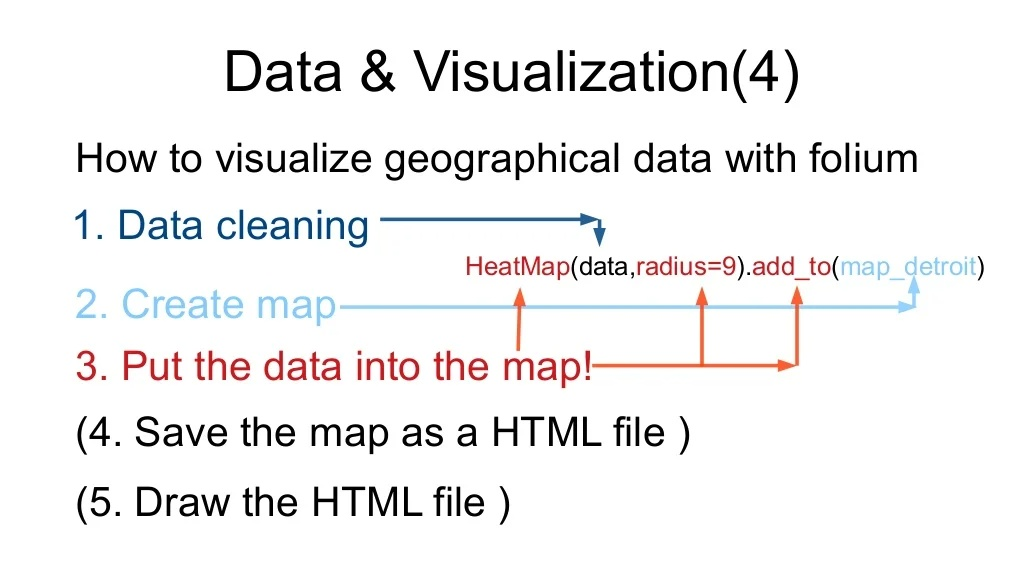 Data & Visualization(4)
How to visualize geographical data with folium
1. Data cleaning
HeatMap(data,radius=9).add_to(map_detroit)
2. Create map
3. Put the data into the map!
(4. Save the map as a HTML file )
(5. Draw the HTML file )